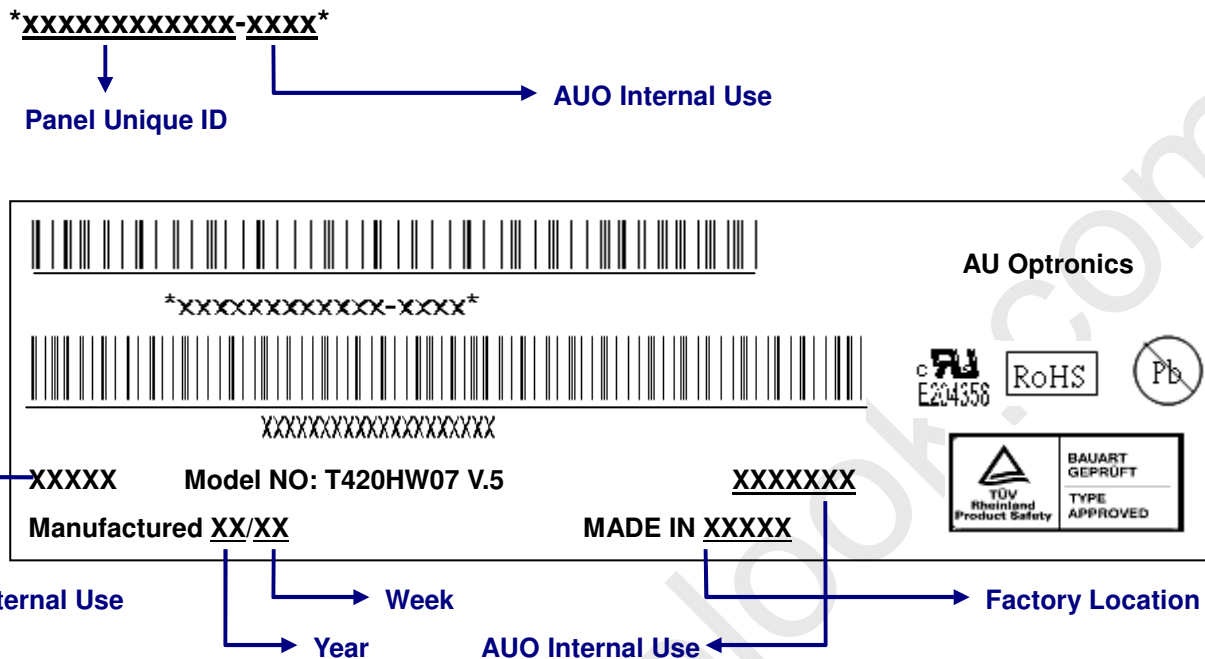 *xxxxxxxxxxxx-xxxx*
AUO Internal Use
Panel Unique ID
AU Optronics
*xxxxxxxxxxxx-xxxx*
c RU
E204356
RoHS
Pb
XXXXXXXXXXXXXXXXXXXX
XXXXX Model NO: T420HW07 V.5 XXXXXXX
BAUART
GEPRÜFT
TÜV
Rheinland
Product Safety
TYPE
APPROVED
Manufactured XX/XX MADE IN XXXXX
ternal Use
Week
Factory Location
Year
AUO Internal Use